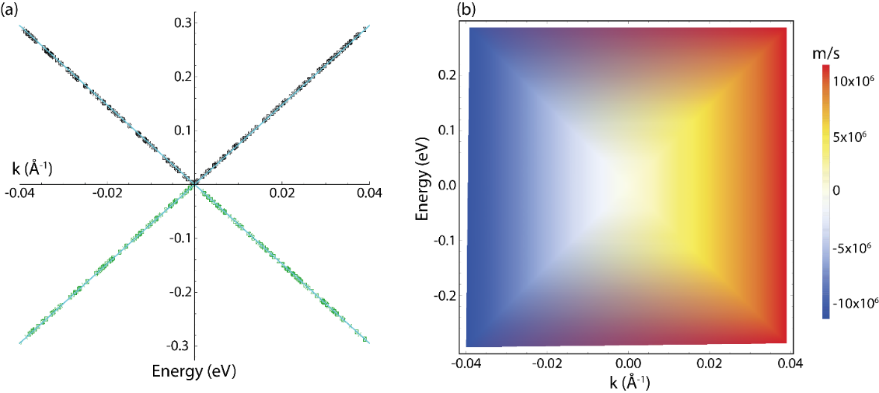 (a)
0.3
0.2
0.1
k (Å⁻¹)
-0.04
-0.02
0.02
0.04
-0.1
-0.2
-0.3
Energy (eV)
(b)
m/s
0.2
0.1
0.0
-0.1
-0.2
Energy (eV)
-0.04
-0.02
0.00
0.02
0.04
k (Å⁻¹)
10x10⁶
5x10⁶
0
-5x10⁶
-10x10⁶